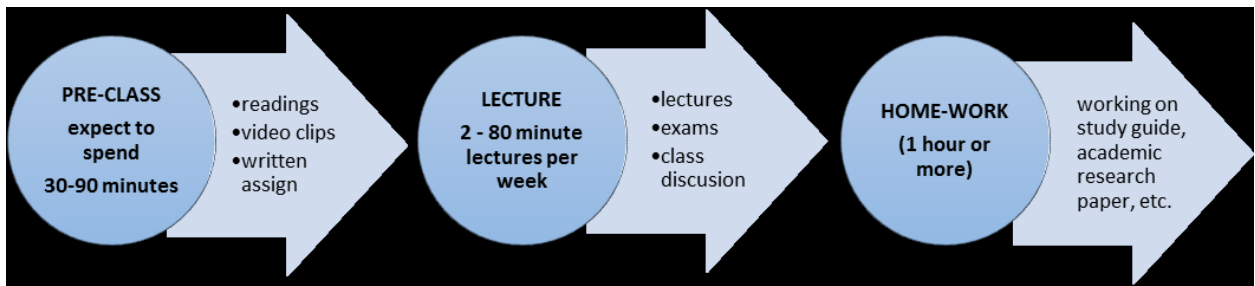 PRE-CLASS
expect to
spend
30-90 minutes
•readings
•video clips
•written
assign
LECTURE
2 - 80 minute
lectures per
week
•lectures
•exams
•class
discusion
HOME-WORK
(1 hour or
more)
working on
study guide,
academic
research
paper, etc.